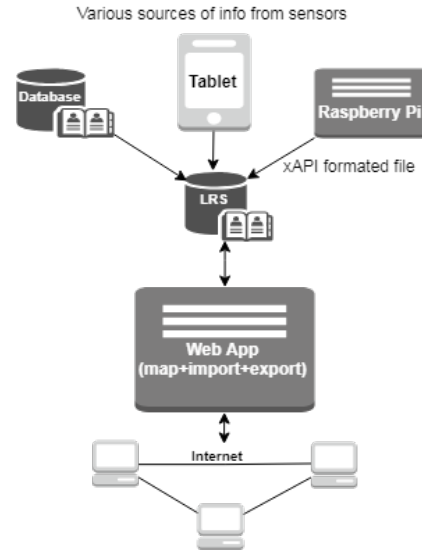 Various sources of info from sensors
Database
Tablet
Raspberry Pi
xAPI formated file
LRS
Web App
(map+import+export)
Internet